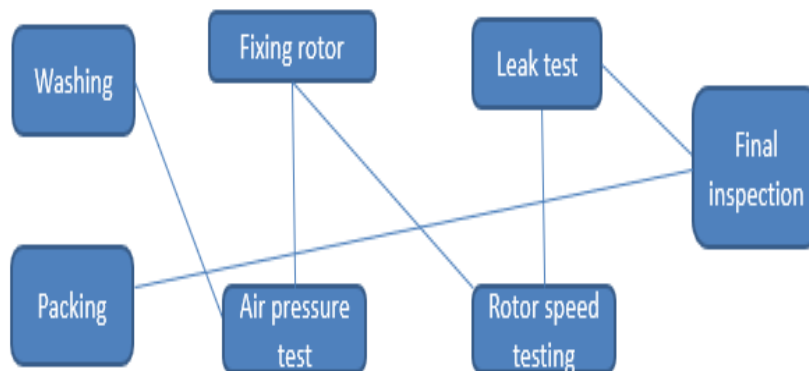 Washing
Fixing rotor
Leak test
Final
inspection
Packing
Air pressure
test
Rotor speed
testing